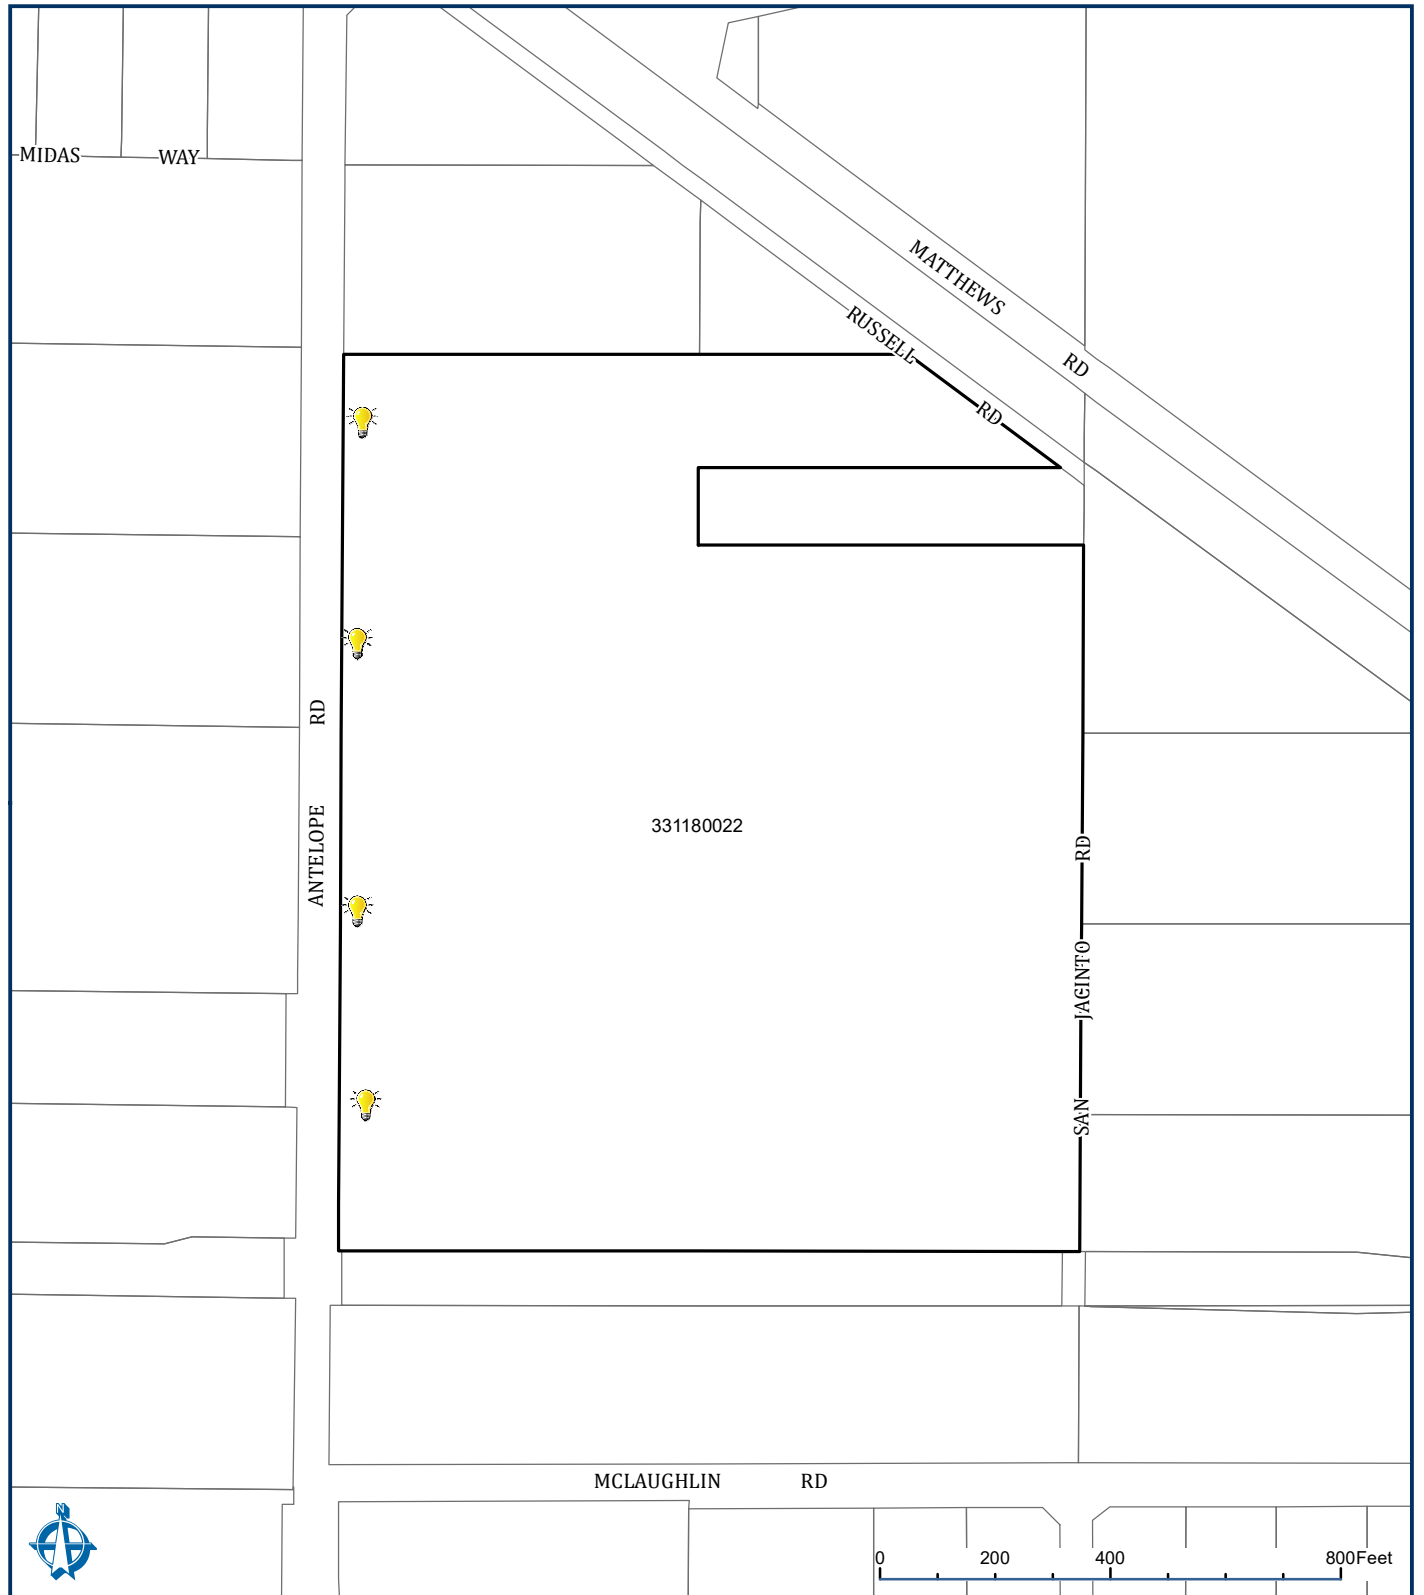 MIDAS WAY
MATTHEWS RD
RUSSELL RD
ANTELOPE RD
331180022
SAN JACINTO RD
MCLAUGHLIN RD
N
0 200 400 800Feet